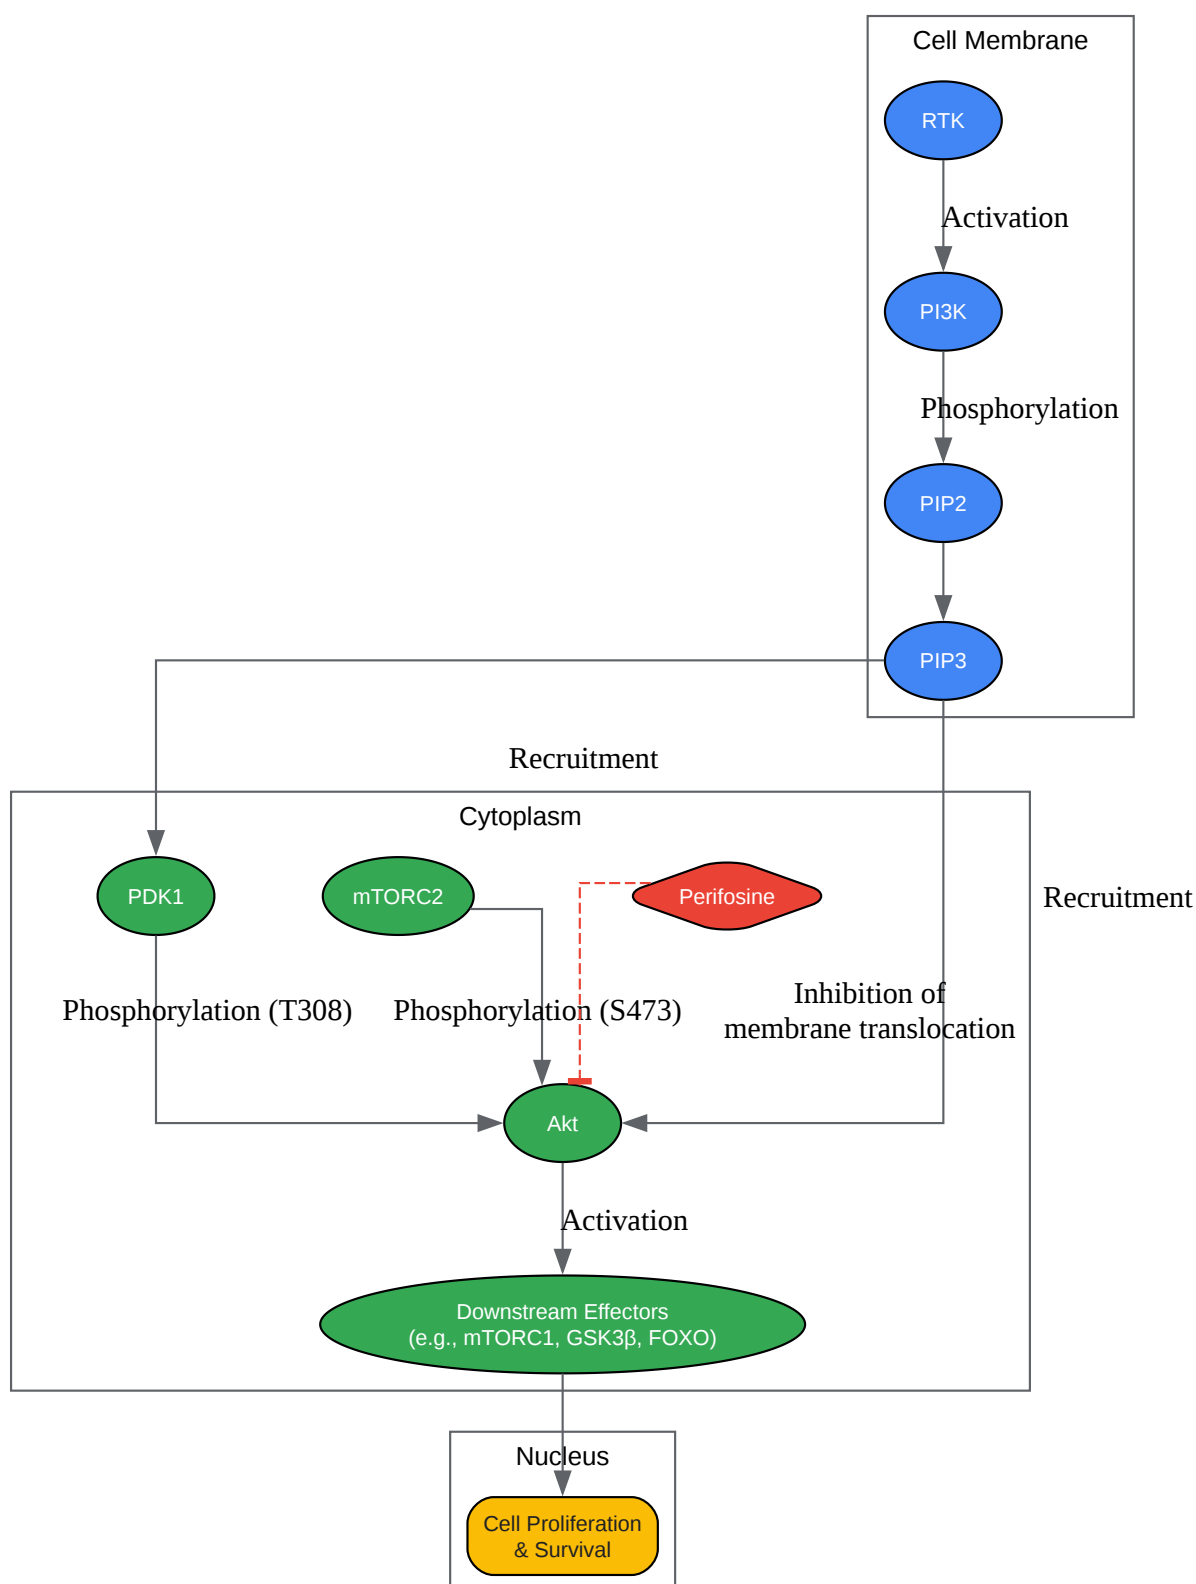 Cell Membrane
RTK
Activation
PI3K
Phosphorylation
PIP2
PIP3
Recruitment
Cytoplasm
PDK1
mTORC2
Perifosine
Recruitment
Phosphorylation (T308)
Phosphorylation (S473)
Inhibition of
membrane translocation
Akt
Activation
Downstream Effectors
(e.g., mTORC1, GSK3β, FOXO)
Nucleus
Cell Proliferation
& Survival